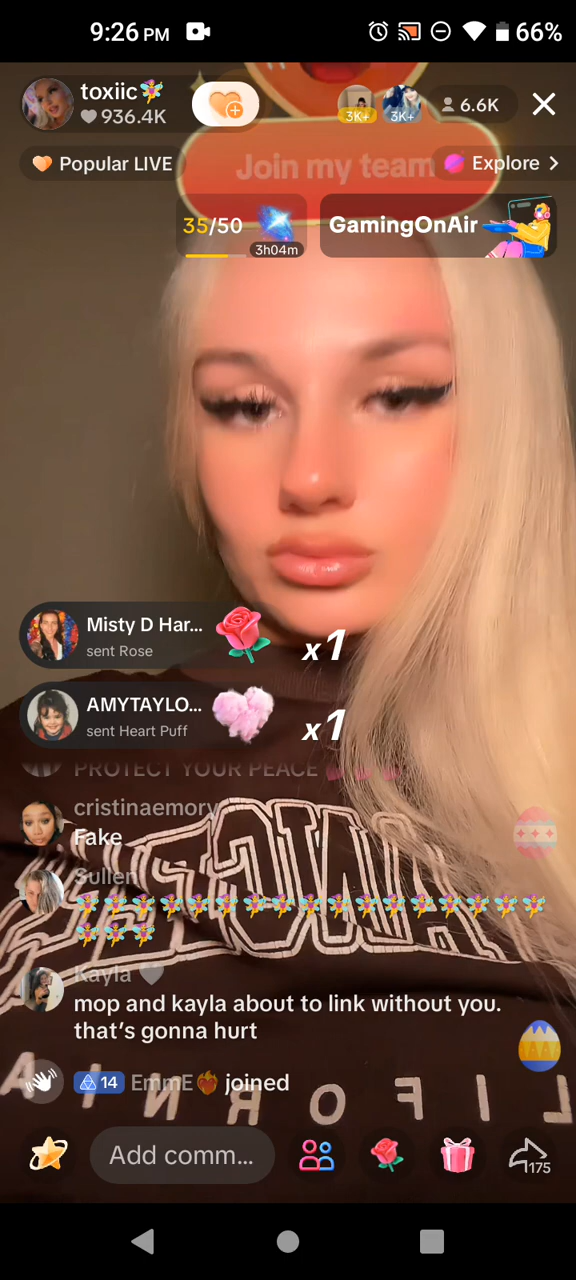 9:26 PM
66%
toxiic🧚
936.4K
3K+
3K+
6.6K
Join my team
Popular LIVE
Explore >
35/50
3h04m
GamingOnAir
Misty D Har...
sent Rose
x1
AMYTAYLO...
sent Heart Puff
x1
PROTECT YOUR PEACE
cristinaemory
Fake
Sullen
🧚🧚🧚🧚🧚🧚🧚🧚🧚🧚🧚🧚🧚🧚🧚🧚🧚
🧚🧚🧚
Kayla 🤍
mop and kayla about to link without you.
that's gonna hurt
14 EmmE❤️‍🔥 joined
Add comm...
175